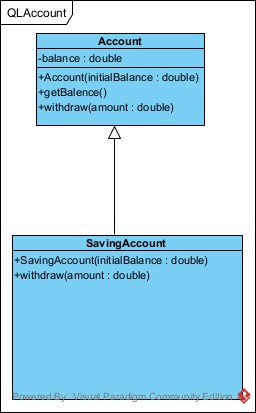 QLAccount
Account
-balance : double
+Account(initialBalance : double)
+getBalence()
+withdraw(amount : double)
SavingAccount
+SavingAccount(initialBalance : double)
+withdraw(amount : double)
Powered By Visual Paradigm Community Edition